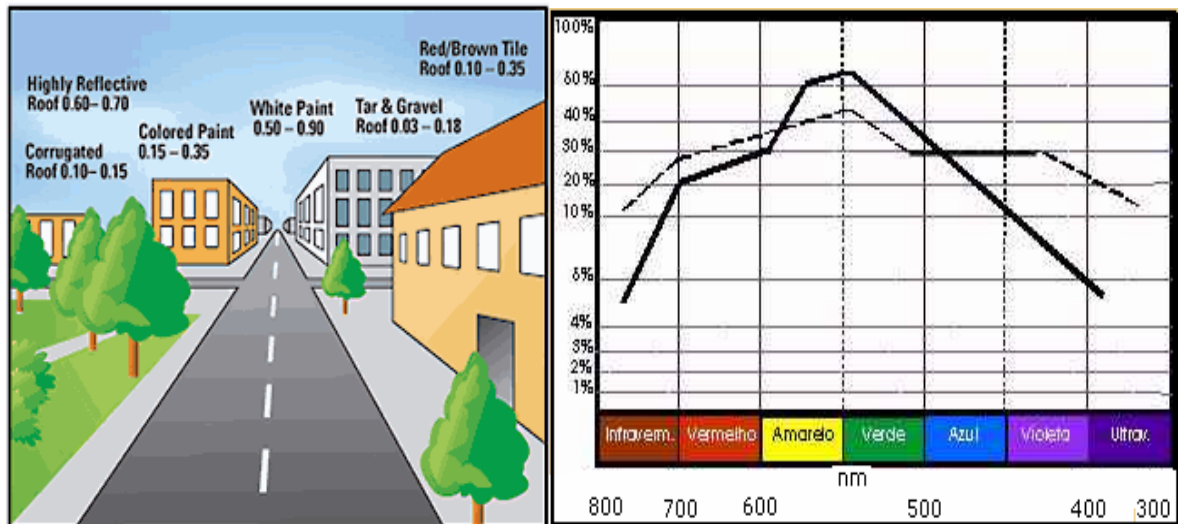 Highly Reflective
Roof 0.60– 0.70
Corrugated
Roof 0.10– 0.15
Colored Paint
0.15 – 0.35
White Paint
0.50 – 0.90
Tar & Gravel
Roof 0.03 – 0.18
Red/Brown Tile
Roof 0.10 – 0.35
100%
60%
40%
30%
20%
10%
6%
4%
3%
2%
1%
Infraverm. Vermelho Amarelo Verde Azul Violeta Ultrav.
nm
800 700 600 500 400 300